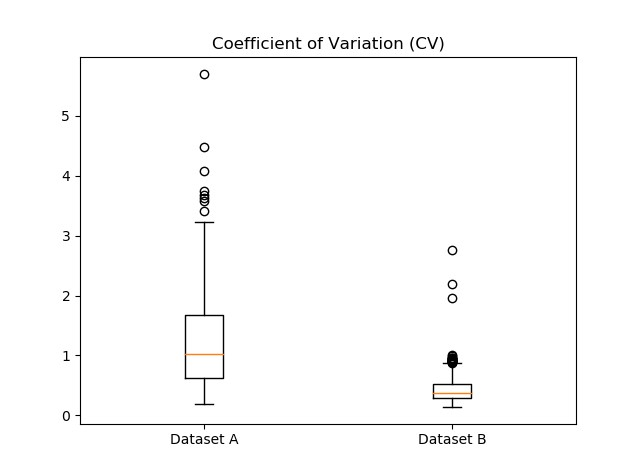 Coefficient of Variation (CV)
5
4
3
2
1
0
Dataset A
Dataset B